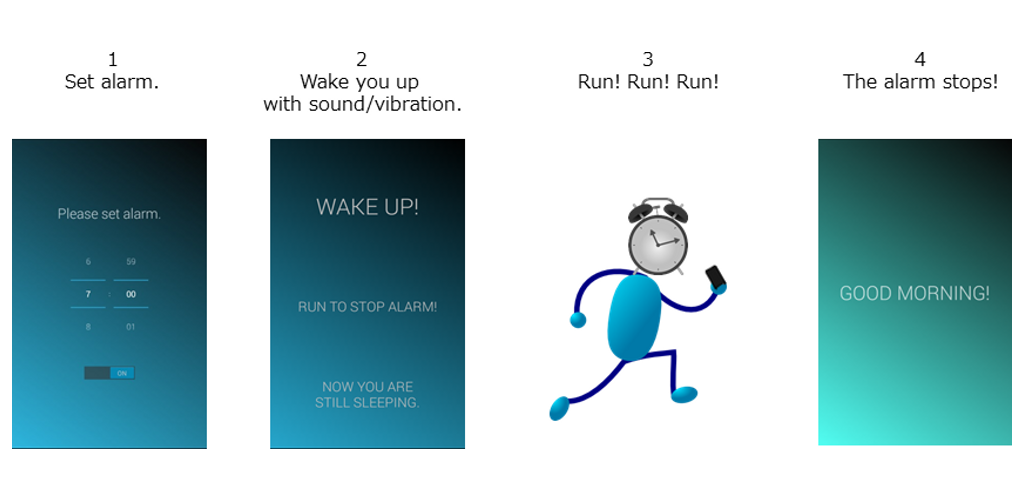 1
Set alarm.
2
Wake you up
with sound/vibration.
3
Run! Run! Run!
4
The alarm stops!
Please set alarm.
6 59
7 : 00
8 01
ON
WAKE UP!
RUN TO STOP ALARM!
NOW YOU ARE
STILL SLEEPING.
GOOD MORNING!